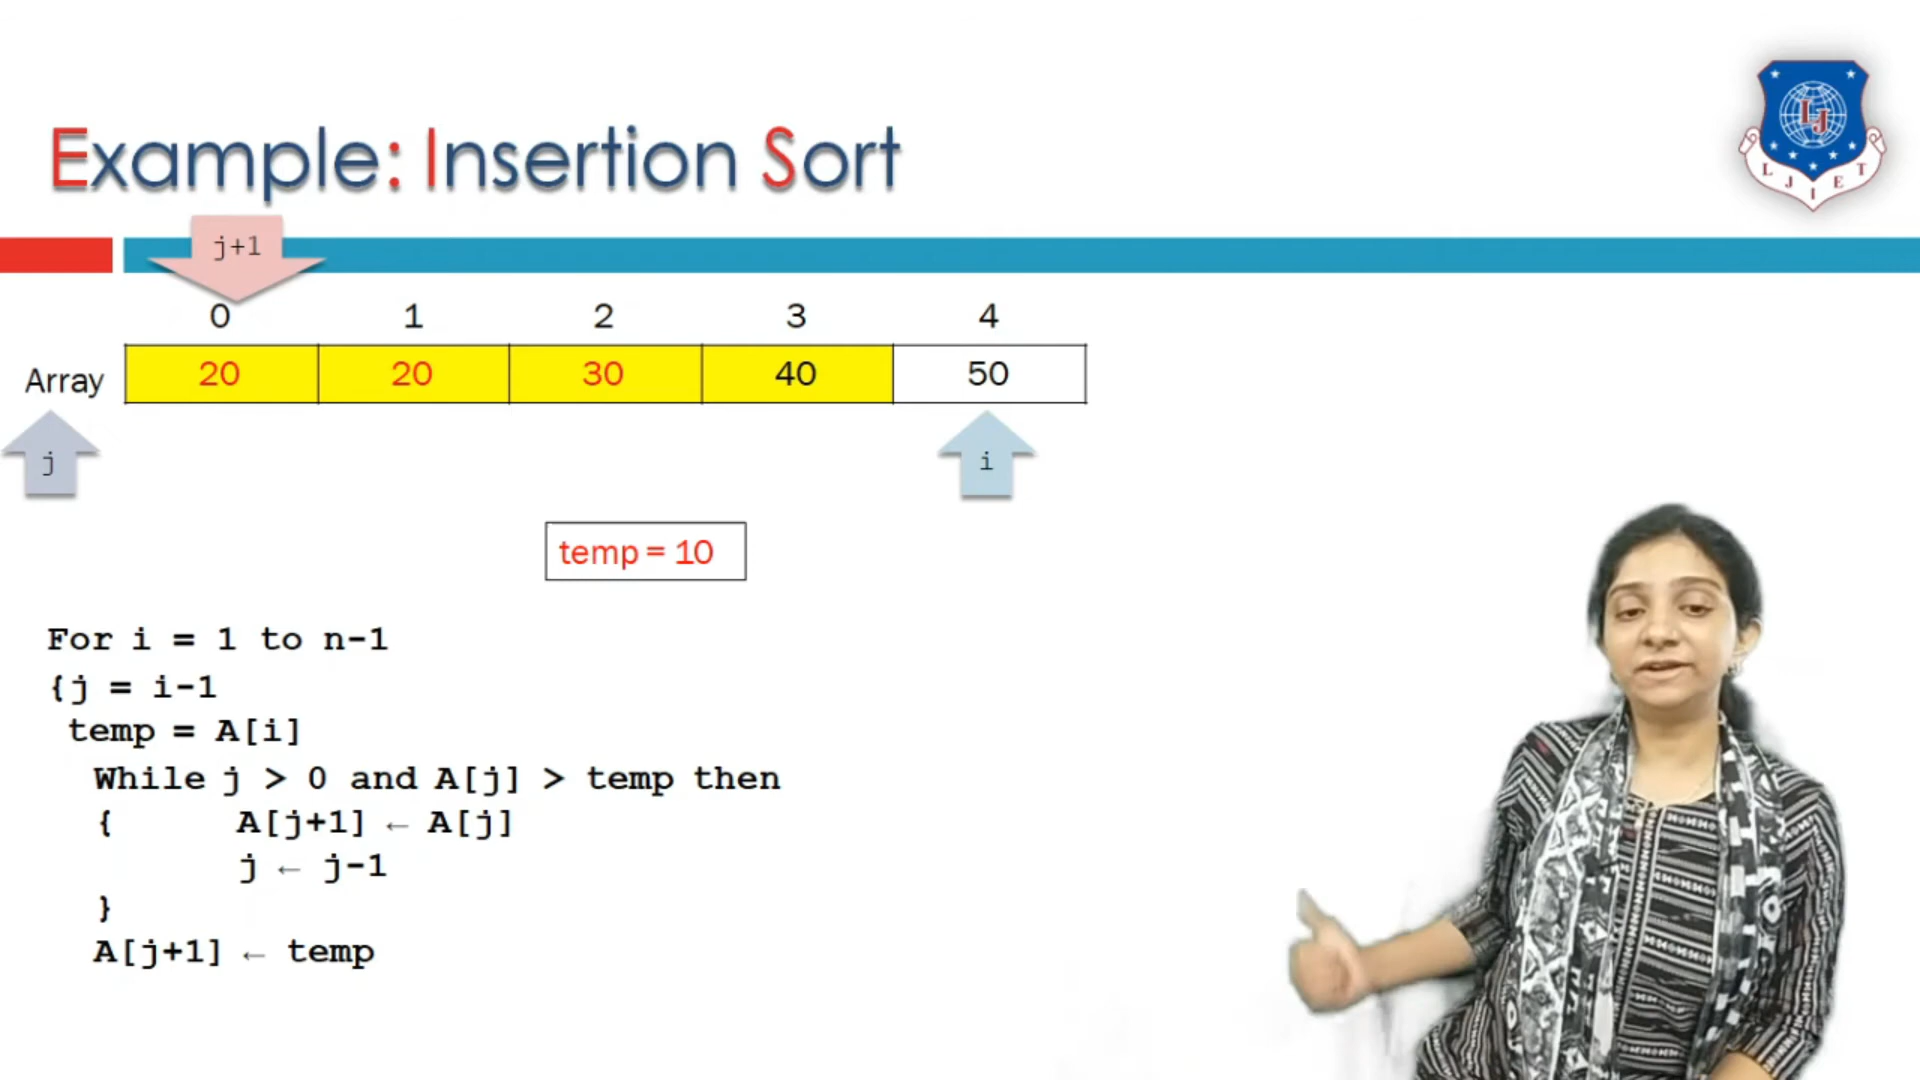 Example: Insertion Sort
L J I E T
LJ
j+1
0 1 2 3 4
Array 20 20 30 40 50
j i
temp = 10
For i = 1 to n-1
{j = i-1
temp = A[i]
While j > 0 and A[j] > temp then
{ A[j+1] ← A[j]
j ← j-1
}
A[j+1] ← temp